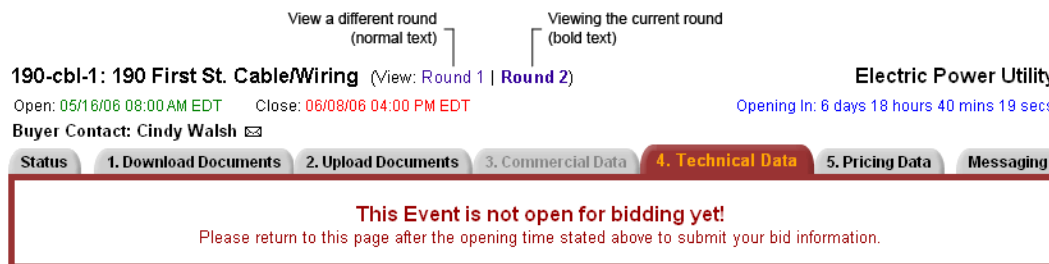 View a different round
(normal text)
Viewing the current round
(bold text)
190-cbl-1: 190 First St. Cable/Wiring (View: Round 1 | Round 2)
Electric Power Utility
Open: 05/16/06 08:00 AM EDT Close: 06/08/06 04:00 PM EDT
Opening In: 6 days 18 hours 40 mins 19 secs
Buyer Contact: Cindy Walsh
Status 1. Download Documents 2. Upload Documents 3. Commercial Data 4. Technical Data 5. Pricing Data Messaging
This Event is not open for bidding yet!
Please return to this page after the opening time stated above to submit your bid information.